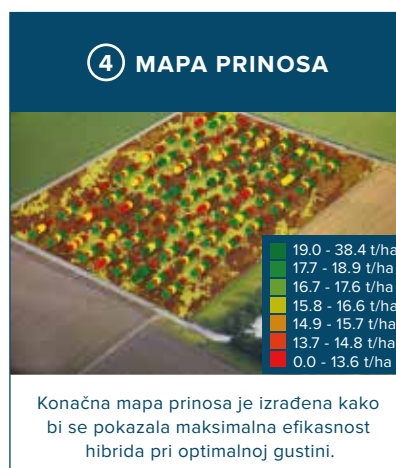 4 MAPA PRINOSA
19.0 - 38.4 t/ha
17.7 - 18.9 t/ha
16.7 - 17.6 t/ha
15.8 - 16.6 t/ha
14.9 - 15.7 t/ha
13.7 - 14.8 t/ha
0.0 - 13.6 t/ha
Konačna mapa prinosa je izrađena kako
bi se pokazala maksimalna efikasnost
hibrida pri optimalnoj gustini.